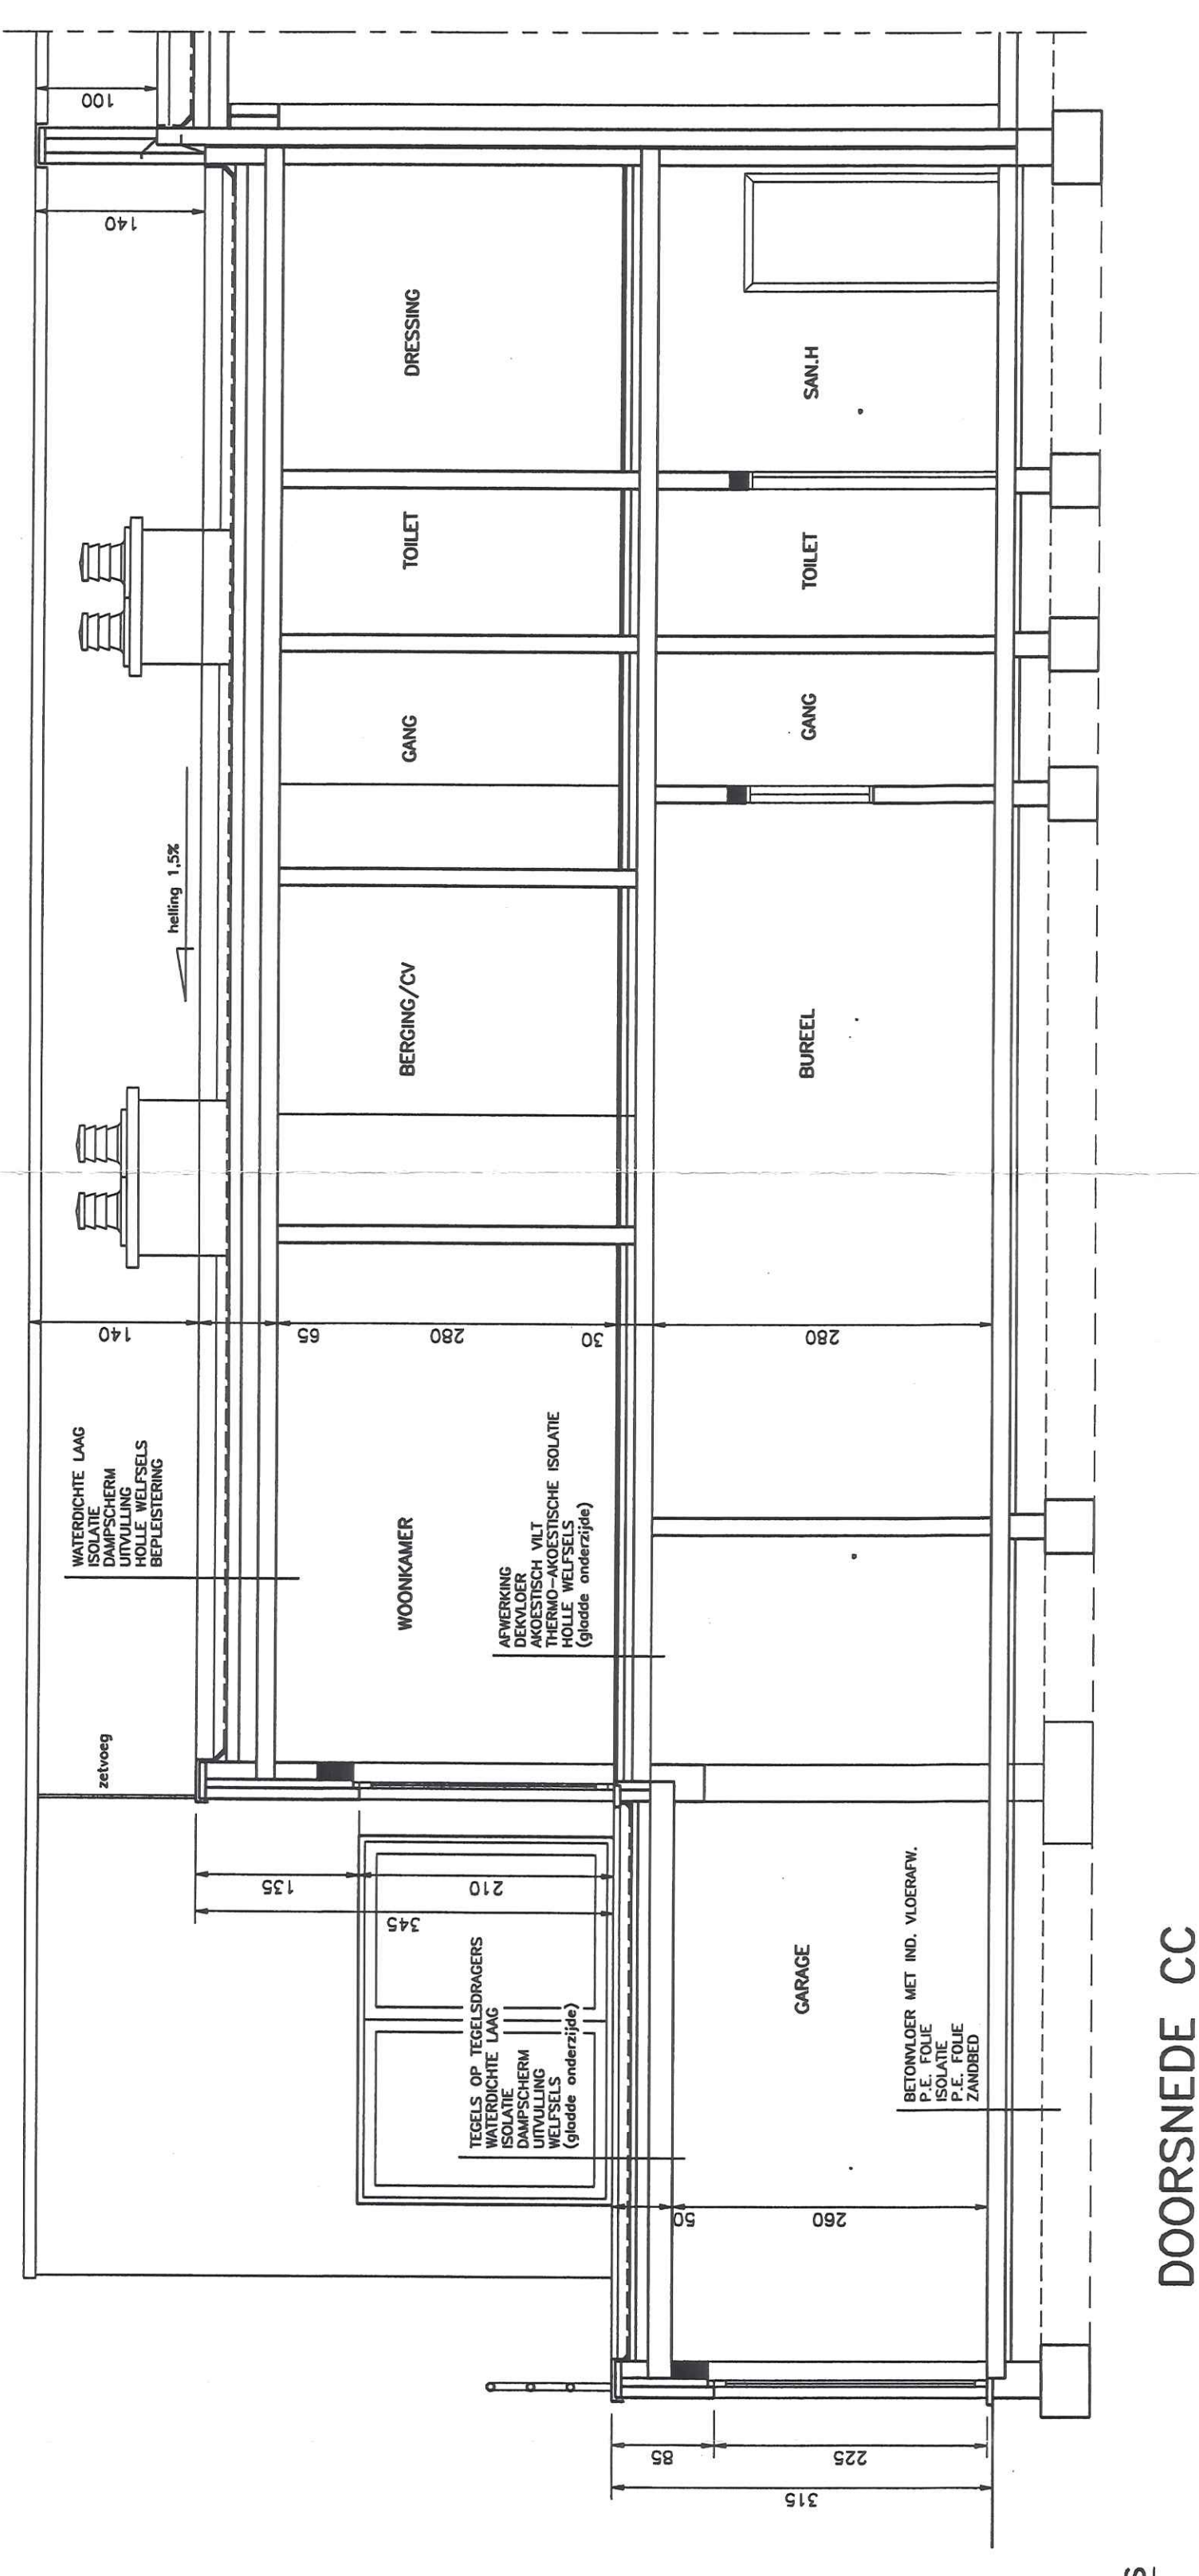 100
140
DRESSING
SAN.H
TOILET
TOILET
GANG
GANG
helling 1,5%
BERGING/CV
BUREEL
140
65
280
30
280
WATERDICHTE LAAG
ISOLATIE
DAMPSCHERM
UITVULLING
HOLLE WELFSELS
BEPLEISTERING
WOONKAMER
AFWERKING
DEKVLOER
AKOESTISCH VILT
THERMO-AKOESTISCHE ISOLATIE
HOLLE WELFSELS
(gladde onderzijde)
zetvoeg
135
210
345
TEGELS OP TEGELSDRAGERS
WATERDICHTE LAAG
ISOLATIE
DAMPSCHERM
UITVULLING
WELFSELS
(gladde onderzijde)
GARAGE
BETONVLOER MET IND. VLOERAFW.
P.E. FOLIE
ISOLATIE
P.E. FOLIE
ZANDBED
50
260
85
225
315
DOORSNEDE CC